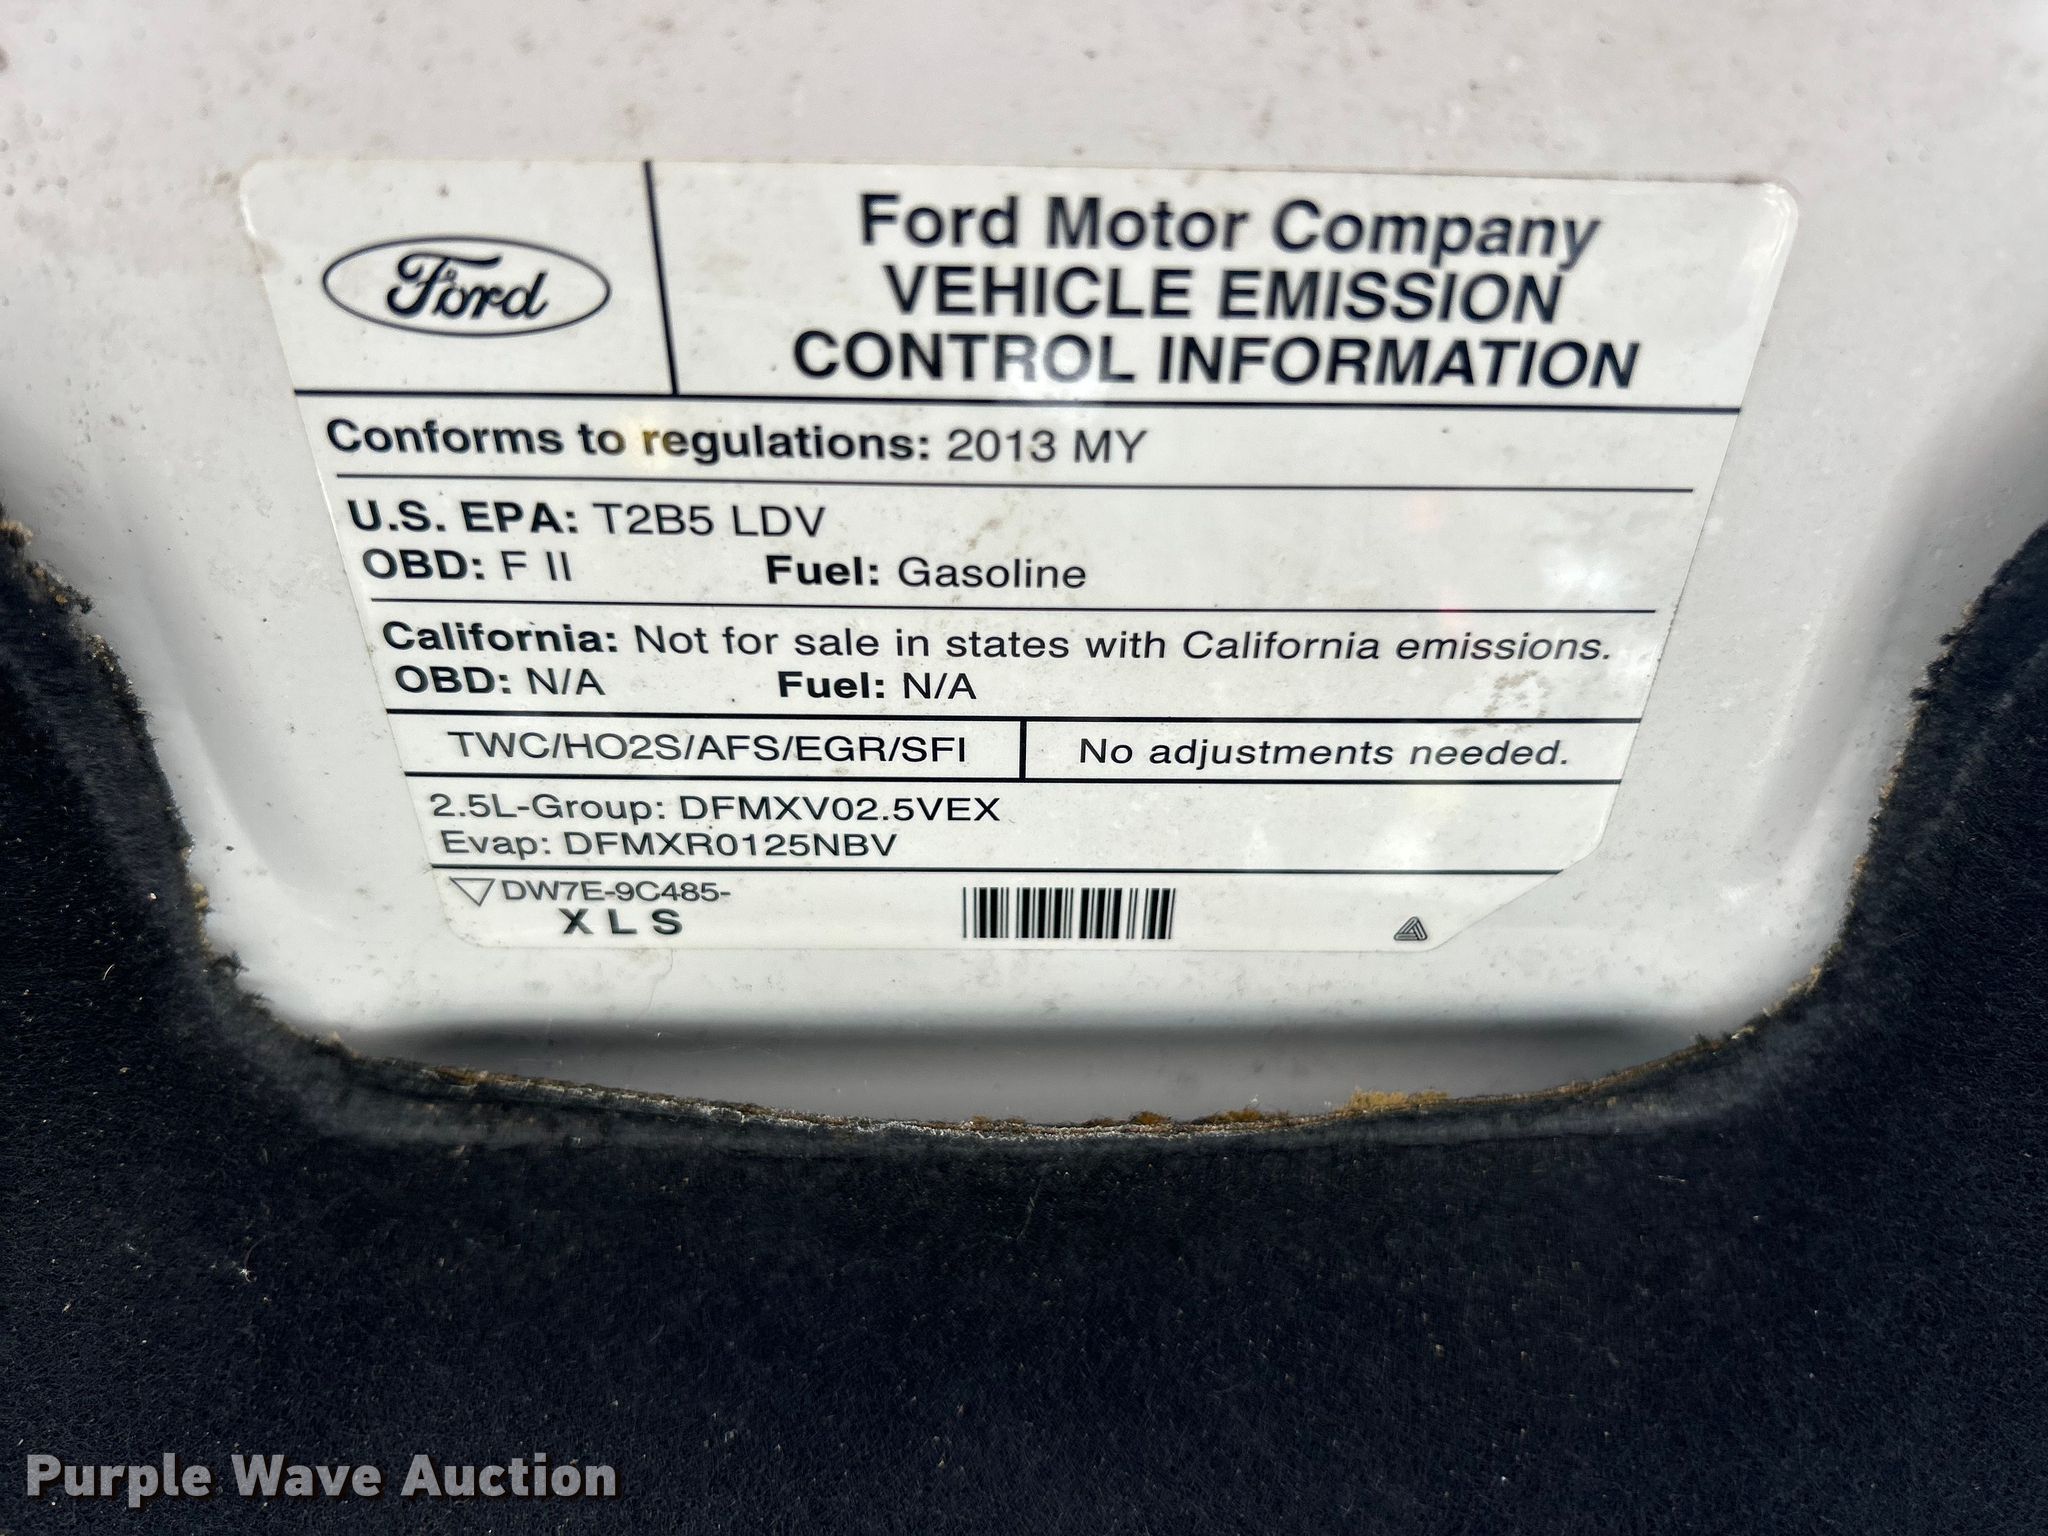 Ford
Ford Motor Company
VEHICLE EMISSION
CONTROL INFORMATION
Conforms to regulations: 2013 MY
U.S. EPA: T2B5 LDV
OBD: F II Fuel: Gasoline
California: Not for sale in states with California emissions.
OBD: N/A Fuel: N/A
TWC/HO2S/AFS/EGR/SFI No adjustments needed.
2.5L-Group: DFMXV02.5VEX
Evap: DFMXR0125NBV
DW7E-9C485-
X L S
Purple Wave Auction